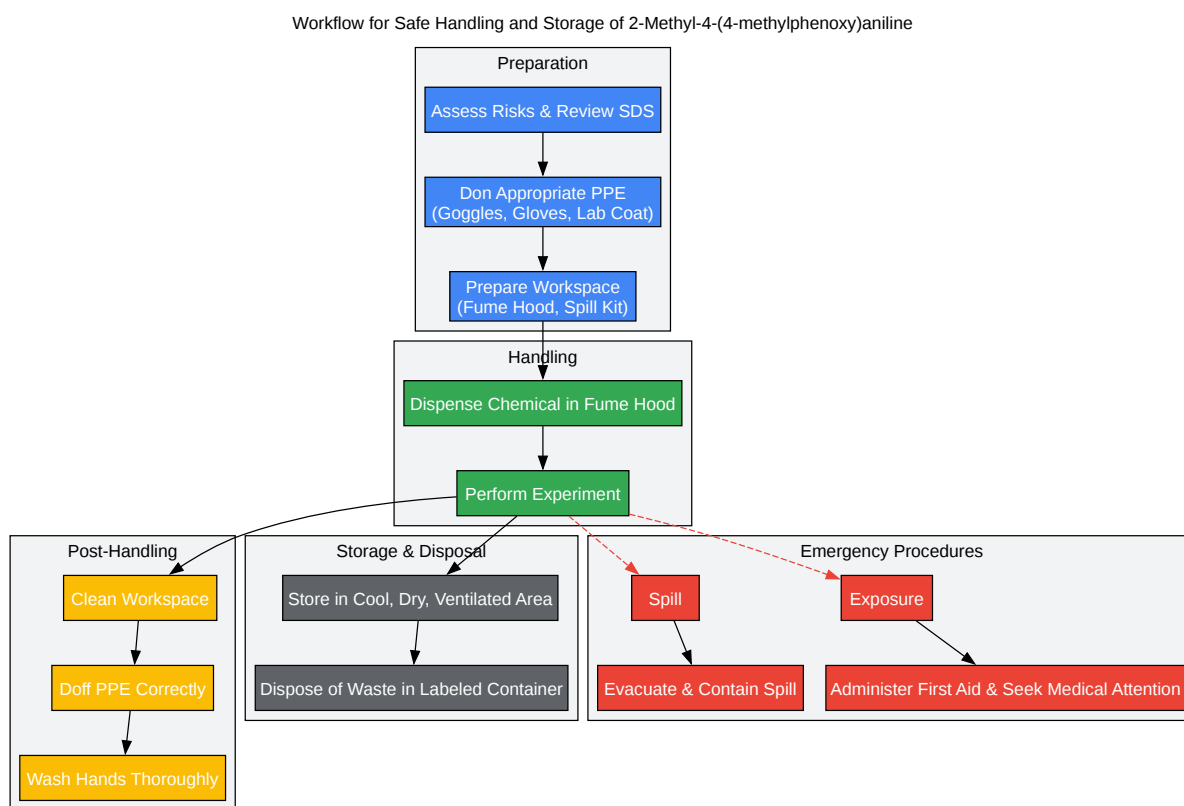 Workflow for Safe Handling and Storage of 2-Methyl-4-(4-methylphenoxy)aniline
Preparation
Assess Risks & Review SDS
Don Appropriate PPE
(Goggles, Gloves, Lab Coat)
Prepare Workspace
(Fume Hood, Spill Kit)
Handling
Dispense Chemical in Fume Hood
Perform Experiment
Post-Handling
Clean Workspace
Doff PPE Correctly
Wash Hands Thoroughly
Storage & Disposal
Store in Cool, Dry, Ventilated Area
Dispose of Waste in Labeled Container
Emergency Procedures
Spill
Exposure
Evacuate & Contain Spill
Administer First Aid & Seek Medical Attention